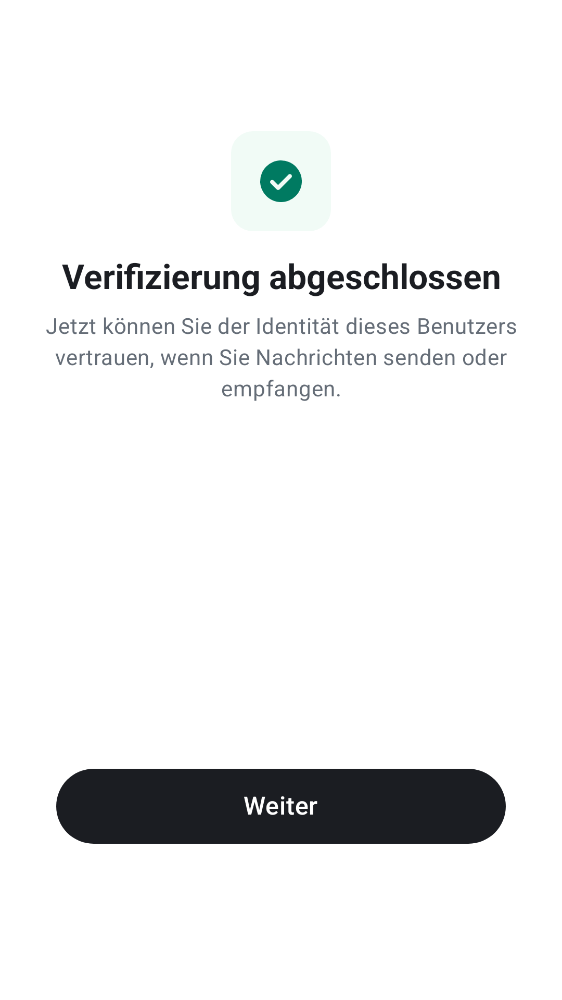 Verifizierung abgeschlossen
Jetzt können Sie der Identität dieses Benutzers
vertrauen, wenn Sie Nachrichten senden oder
empfangen.
Weiter